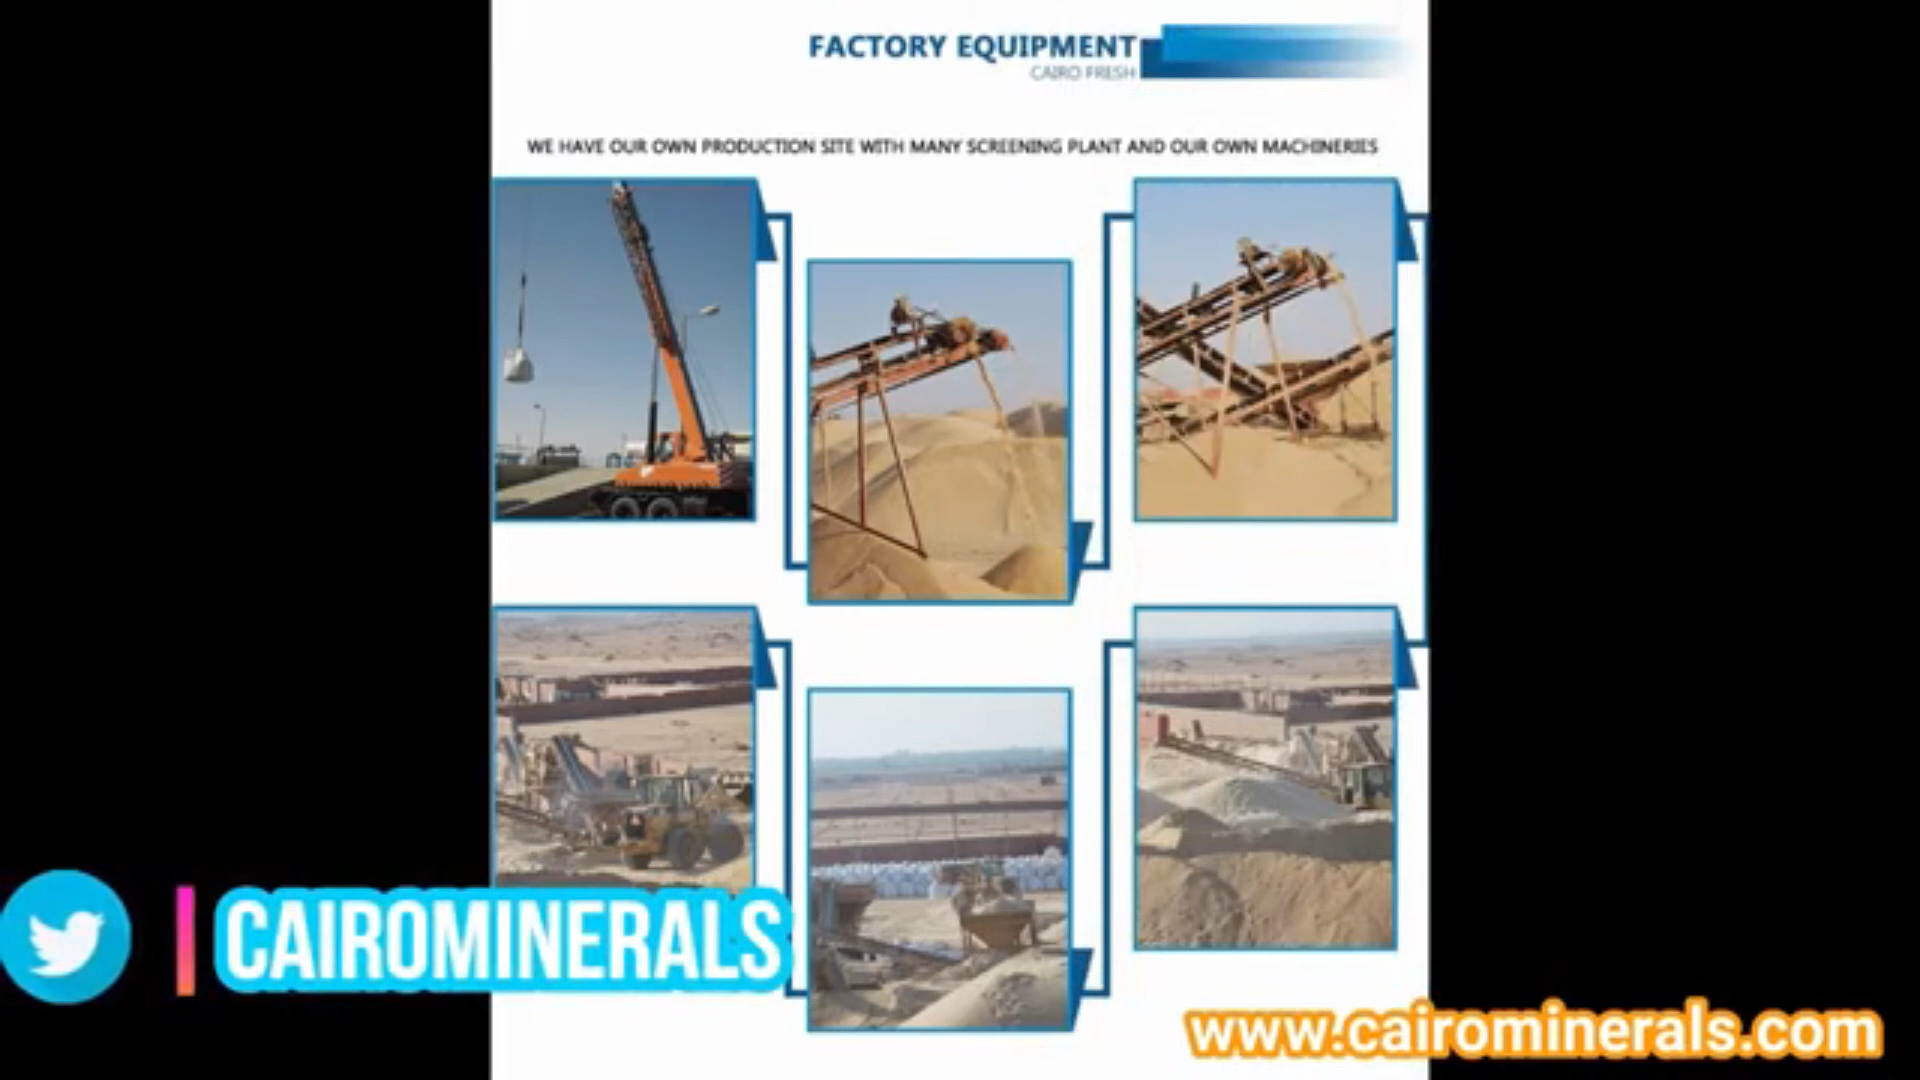 FACTORY EQUIPMENT
CAIRO FRESH
WE HAVE OUR OWN PRODUCTION SITE WITH MANY SCREENING PLANT AND OUR OWN MACHINERIES
CAIROMINERALS
www.cairominerals.com